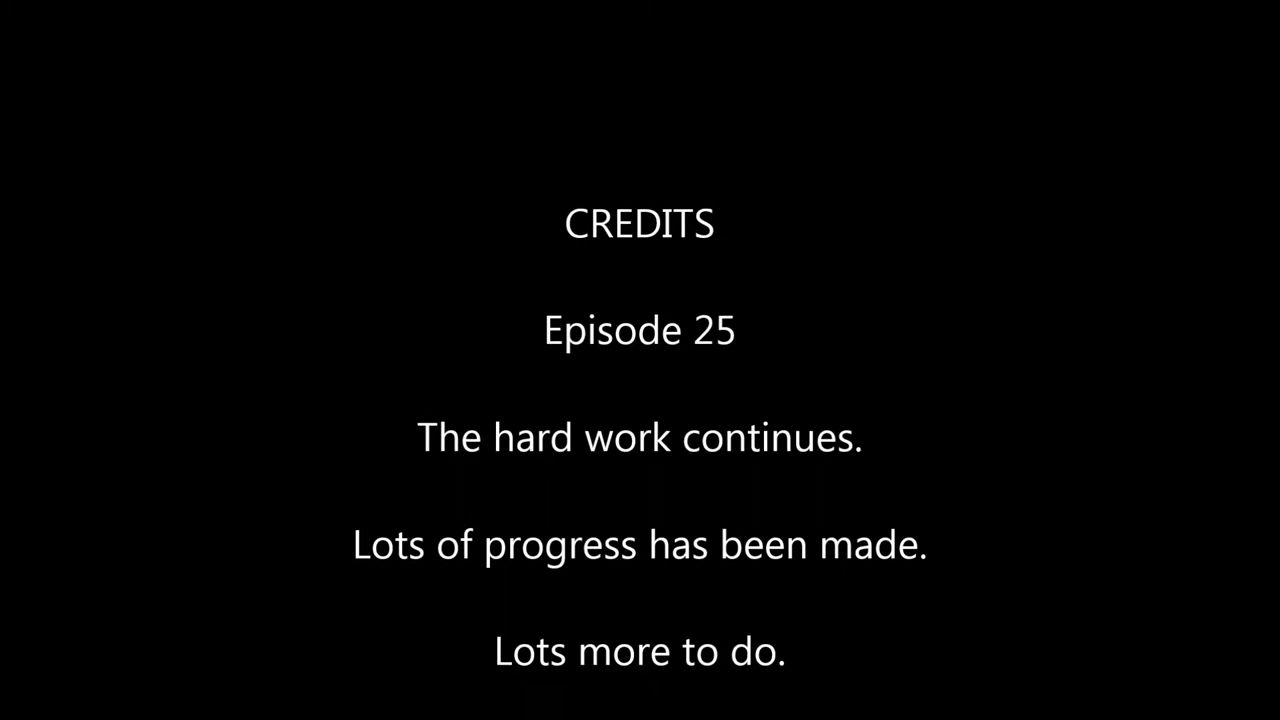 CREDITS
Episode 25
The hard work continues.
Lots of progress has been made.
Lots more to do.